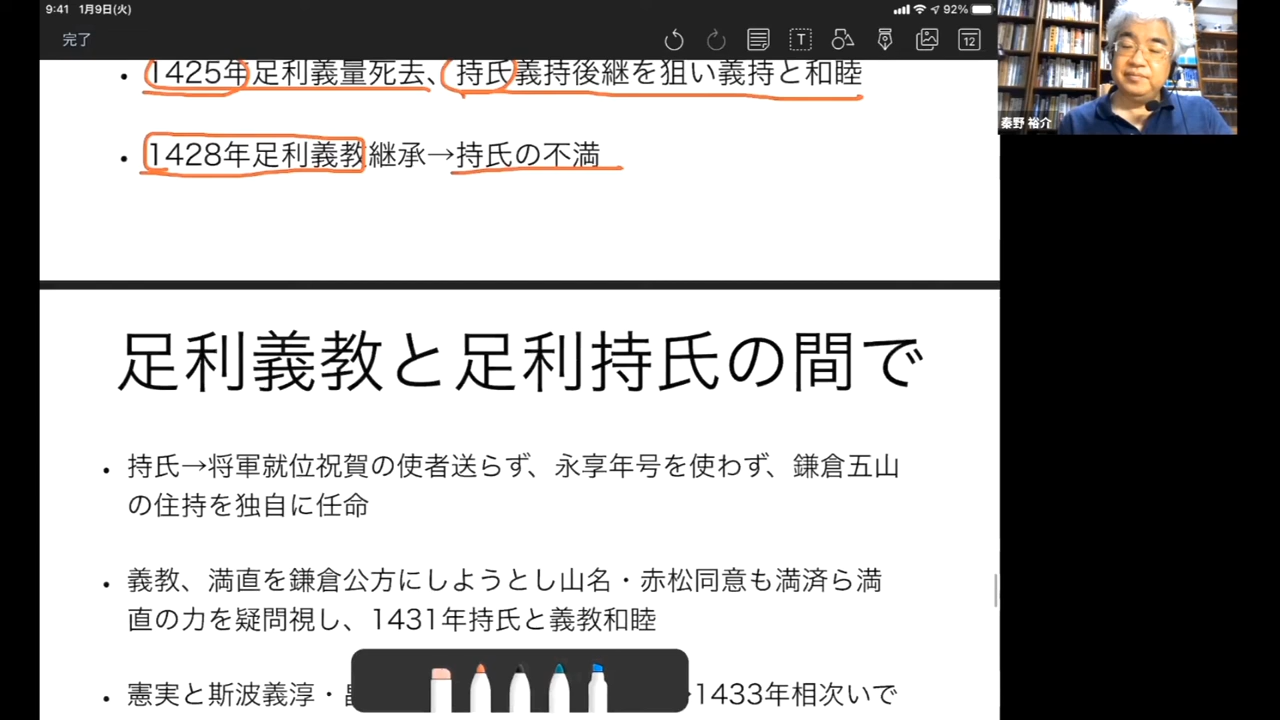 9:41 1月9日(火)
92%
完了
12
・1425年足利義量死去、持氏義持後継を狙い義持と和睦
・1428年足利義教継承→持氏の不満
秦野 裕介
足利義教と足利持氏の間で
・持氏→将軍就位祝賀の使者送らず、永享年号を使わず、鎌倉五山
の住持を独自に任命
・義教、満直を鎌倉公方にしようとし山名・赤松同意も満済ら満
直の力を疑問視し、1431年持氏と義教和睦
・憲実と斯波義淳・
1433年相次いで